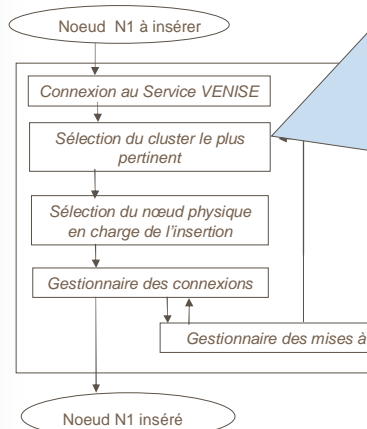 Noeud N1 à insérer
Connexion au Service VENISE
Sélection du cluster le plus
pertinent
Sélection du nœud physique
en charge de l'insertion
Gestionnaire des connexions
Gestionnaire des mises à
Noeud N1 inséré